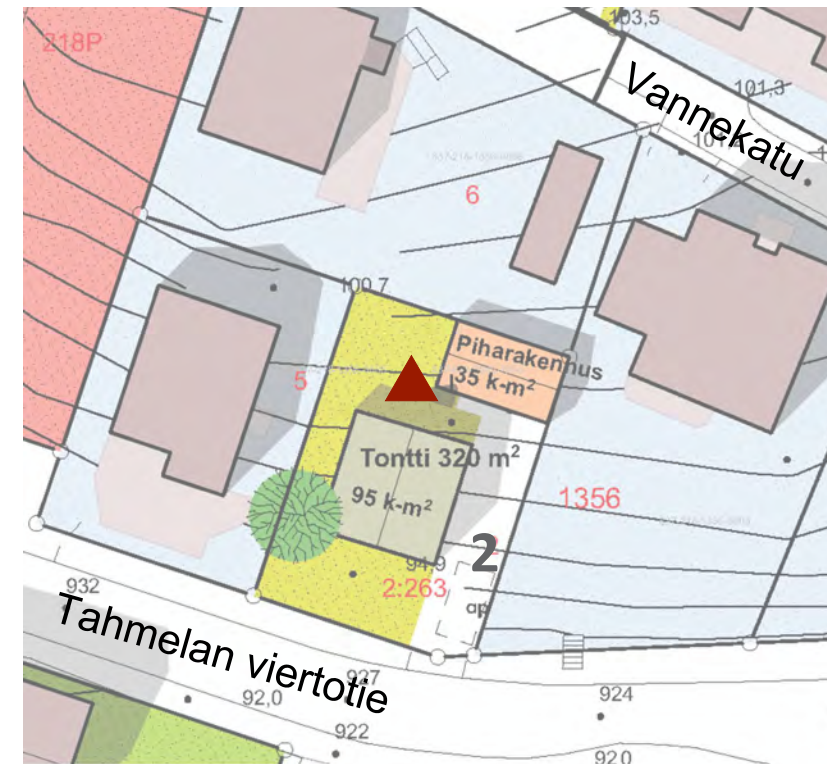 103,5
218P
Vannekatu
101,3
6
100,7
Piharakennus
35 k-m²
5
Tontti 320 m²
95 k-m²
1356
2
94,9
2:263
ap
932
Tahmelan viertotie
927
92,0
924
922
92,0